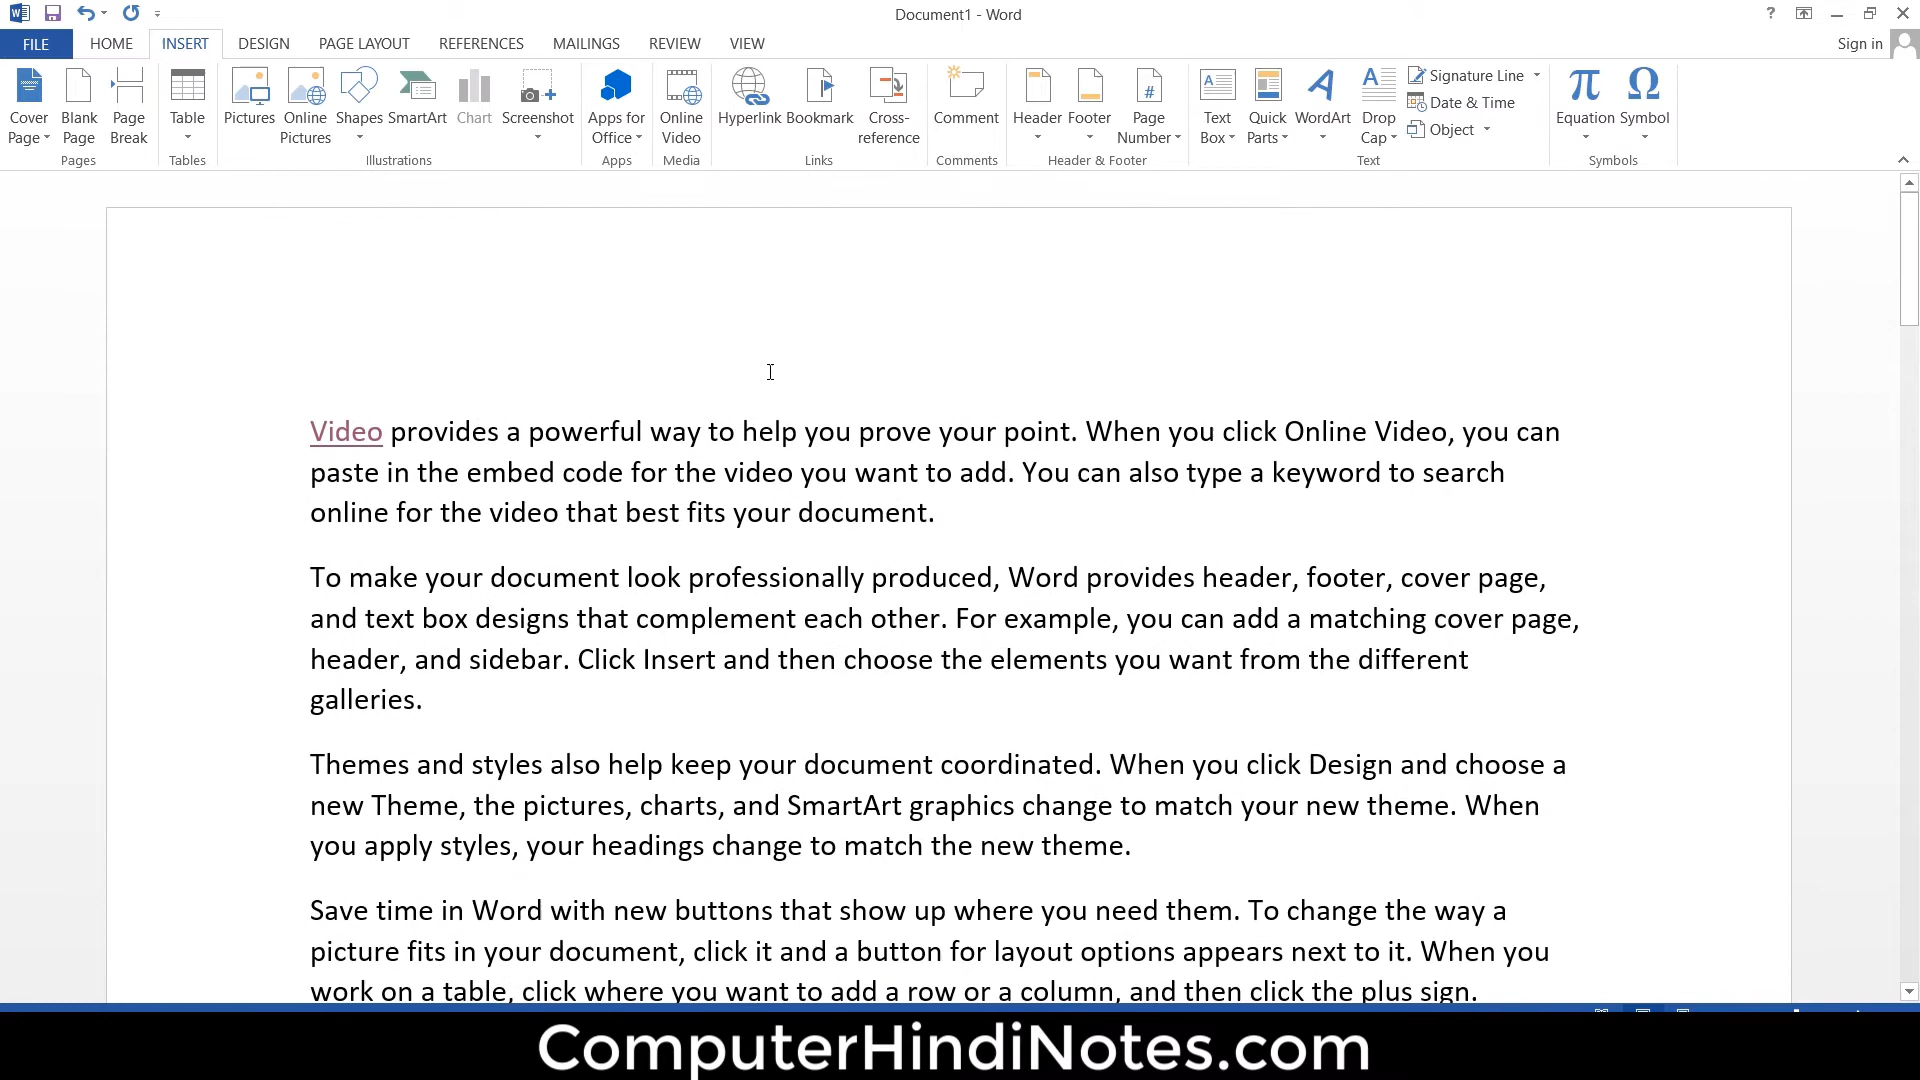 Document1 - Word
FILE HOME INSERT DESIGN PAGE LAYOUT REFERENCES MAILINGS REVIEW VIEW Sign in
Cover Page
Blank Page
Page Break
Pages
Table
Tables
Pictures
Online Pictures
Shapes
SmartArt
Chart
Screenshot
Illustrations
Apps for Office
Apps
Online Video
Media
Hyperlink
Bookmark
Cross-reference
Links
Comment
Comments
Header
Footer
Page Number
Header & Footer
Text Box
Quick Parts
WordArt
Drop Cap
Signature Line
Date & Time
Object
Text
Equation
Symbol
Symbols
Video provides a powerful way to help you prove your point. When you click Online Video, you can
paste in the embed code for the video you want to add. You can also type a keyword to search
online for the video that best fits your document.
To make your document look professionally produced, Word provides header, footer, cover page,
and text box designs that complement each other. For example, you can add a matching cover page,
header, and sidebar. Click Insert and then choose the elements you want from the different
galleries.
Themes and styles also help keep your document coordinated. When you click Design and choose a
new Theme, the pictures, charts, and SmartArt graphics change to match your new theme. When
you apply styles, your headings change to match the new theme.
Save time in Word with new buttons that show up where you need them. To change the way a
picture fits in your document, click it and a button for layout options appears next to it. When you
work on a table, click where you want to add a row or a column, and then click the plus sign.
ComputerHindiNotes.com